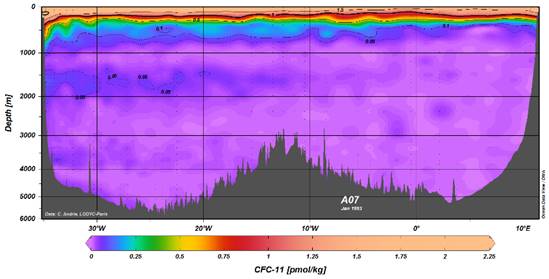 0
1.5
1
0.5
0.1
0.1
0.05
0.05
0.05
0.05
1000
2000
3000
4000
5000
6000
Depth [m]
A07
Jan 1993
Data: C. Andrie, LODYC-Paris
Ocean Data View / DIVA
30°W 20°W 10°W 0° 10°E
0 0.25 0.5 0.75 1 1.25 1.5 1.75 2 2.25
CFC-11 [pmol/kg]